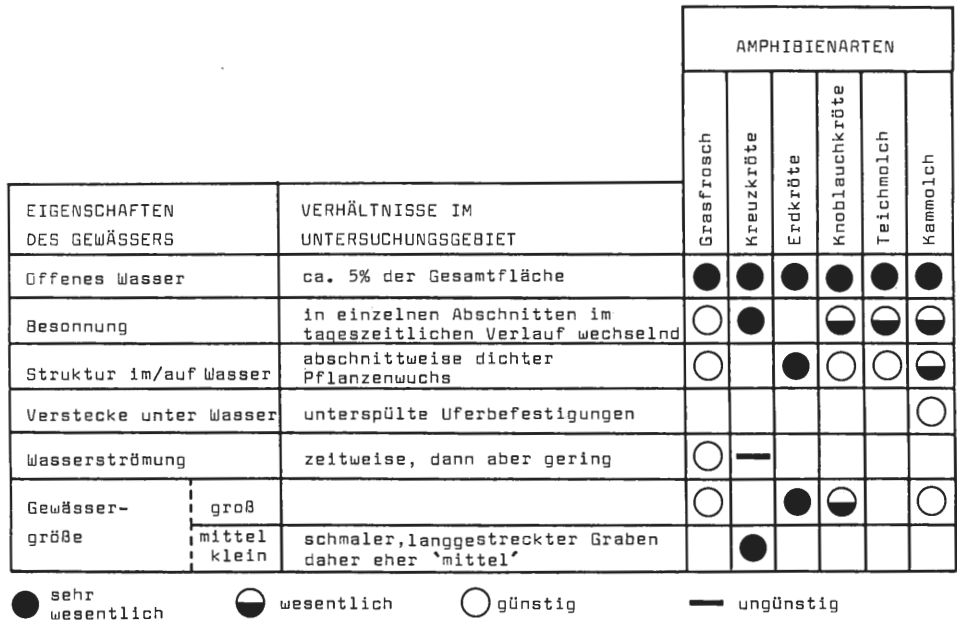 AMPHIBIENARTEN
Grasfrosch
Kreuzkröte
Erdkröte
Knoblauchkröte
Teichmolch
Kammolch
EIGENSCHAFTEN
DES GEWÄSSERS
VERHÄLTNISSE IM
UNTERSUCHUNGSGEBIET
Offenes Wasser
ca. 5% der Gesamtfläche
Besonnung
in einzelnen Abschnitten im
tageszeitlichen Verlauf wechselnd
Struktur im/auf Wasser
abschnittweise dichter
Pflanzenwuchs
Verstecke unter Wasser
unterspülte Uferbefestigungen
Wasserströmung
zeitweise, dann aber gering
Gewässer-
größe
groß
mittel
klein
schmaler,langgestreckter Graben
daher eher 'mittel'
sehr
wesentlich
wesentlich
günstig
ungünstig